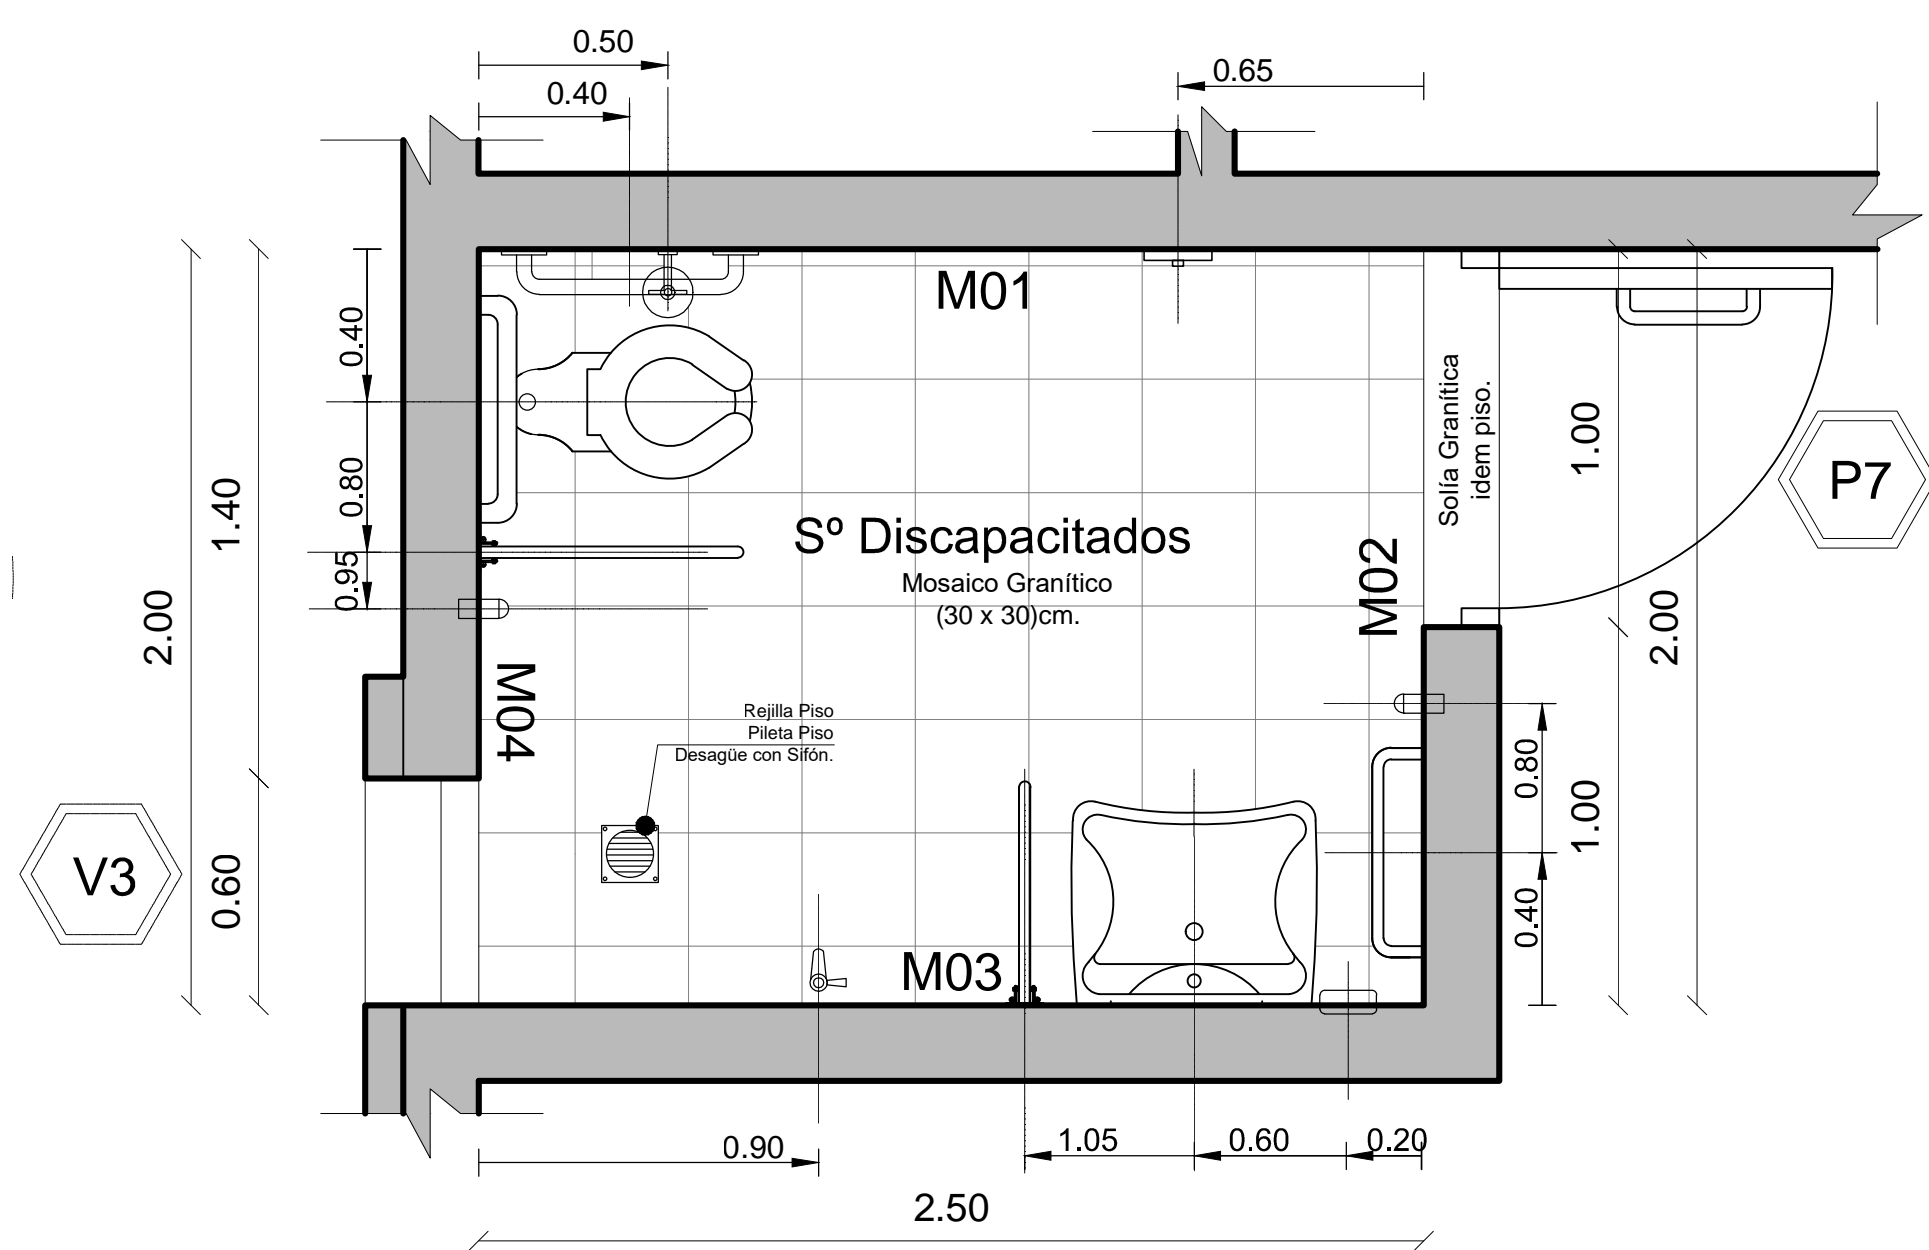 0.50
0.40
0.65
M01
0.40
0.80
0.95
1.40
2.00
0.60
V3
M04
Sº Discapacitados
Mosaico Granítico
(30 x 30)cm.
M02
Solía Granítica
idem piso.
1.00
P7
2.00
Rejilla Piso
Pileta Piso
Desagüe con Sifón.
0.80
1.00
0.40
M03
0.90
1.05
0.60
0.20
2.50